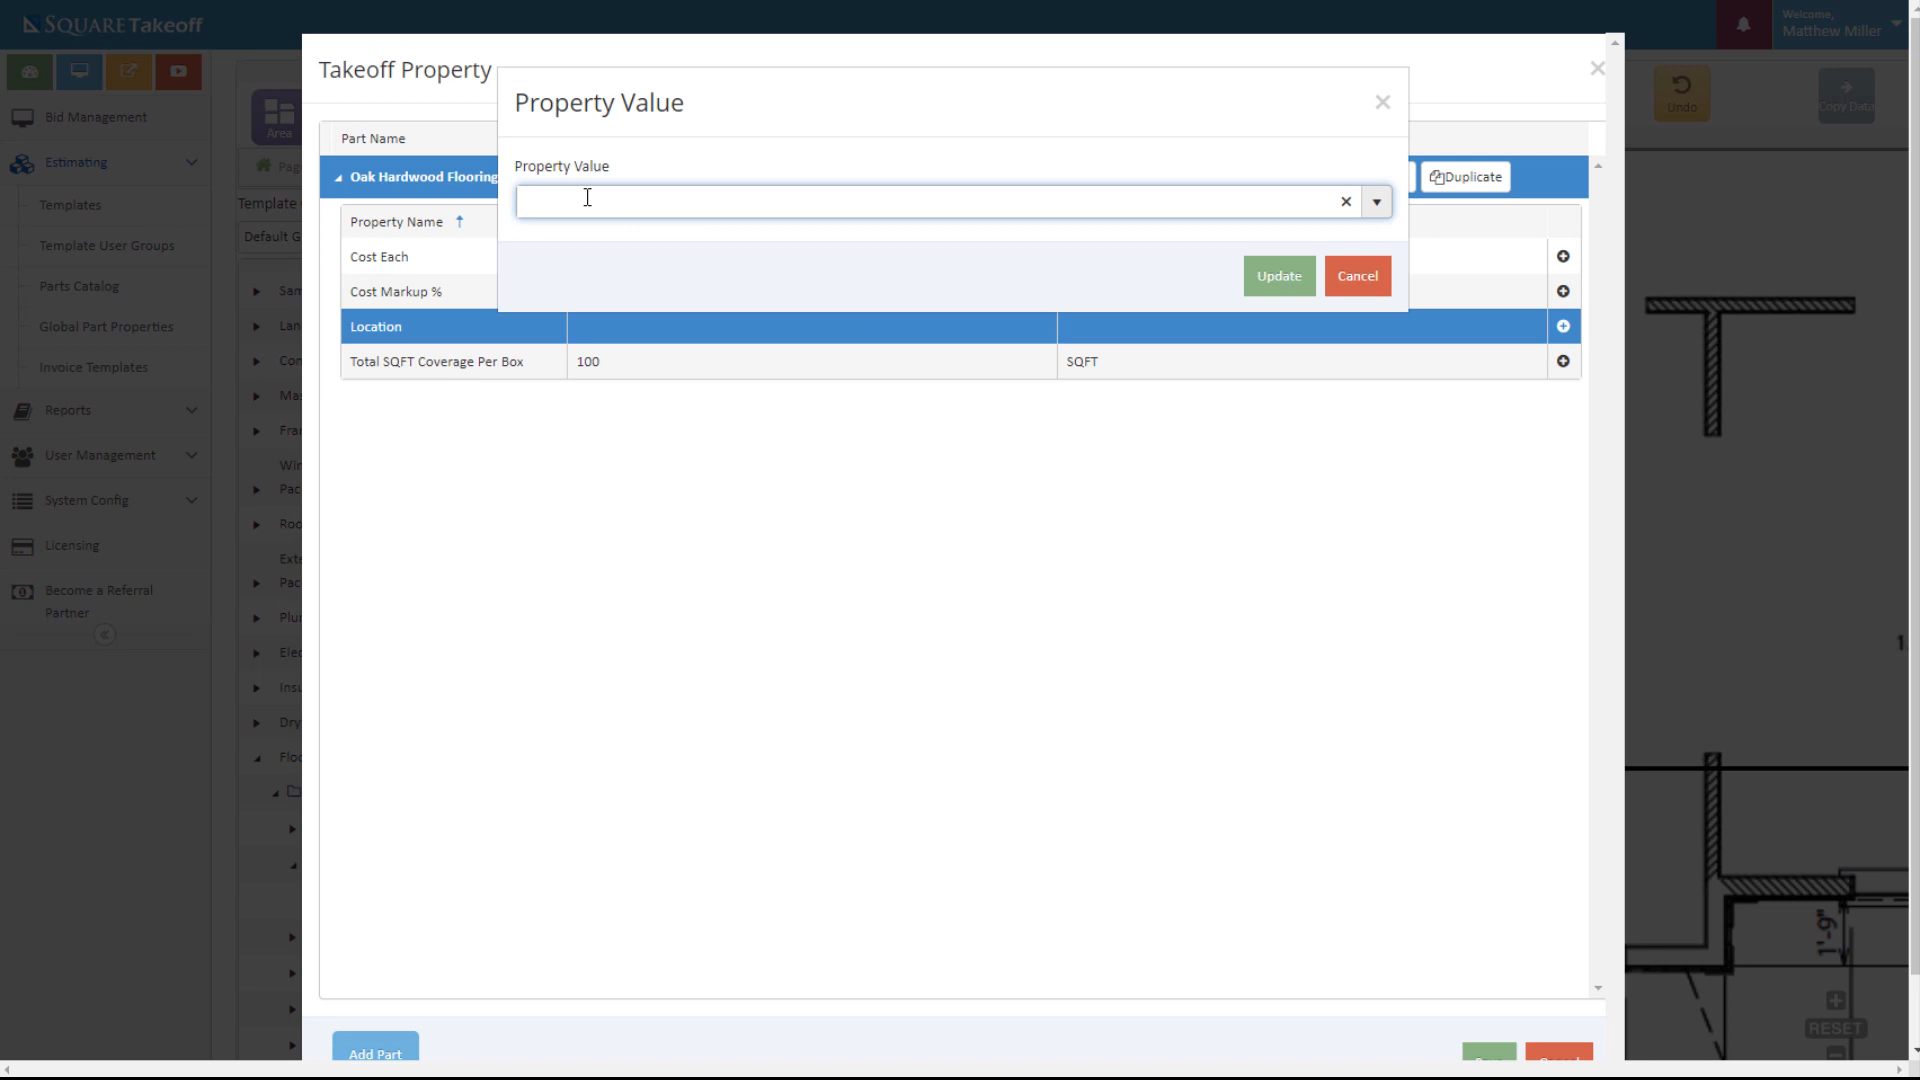 SQUARETakeoff
Welcome,
Matthew Miller
Takeoff Property
Property Value
Bid Management
Area
Part Name
Undo
Copy Data
Estimating
Property Value
Oak Hardwood Flooring
Duplicate
Templates
Template
Property Name
Template User Groups
Default G
Cost Each
Update
Cancel
Parts Catalog
Cost Markup %
Global Part Properties
Location
Invoice Templates
Total SQFT Coverage Per Box
100
SQFT
Reports
User Management
System Config
Licensing
Become a Referral
Partner
1'-9"
RESET
Add Part